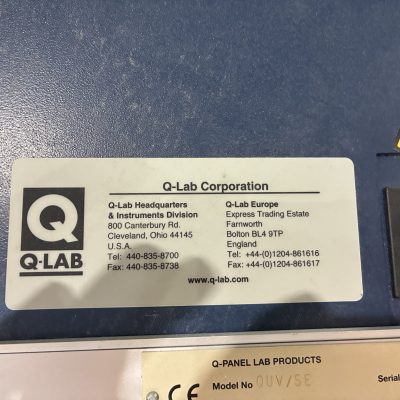 Q
Q-LAB
Q-Lab Corporation
Q-Lab Headquarters
& Instruments Division
800 Canterbury Rd.
Cleveland, Ohio 44145
U.S.A.
Tel: 440-835-8700
Fax: 440-835-8738
Q-Lab Europe
Express Trading Estate
Farnworth
Bolton BL4 9TP
England
Tel: +44-(0)1204-861616
Fax: +44-(0)1204-861617
www.q-lab.com
Q-PANEL LAB PRODUCTS
CE
Model No QUV/SE
Serial